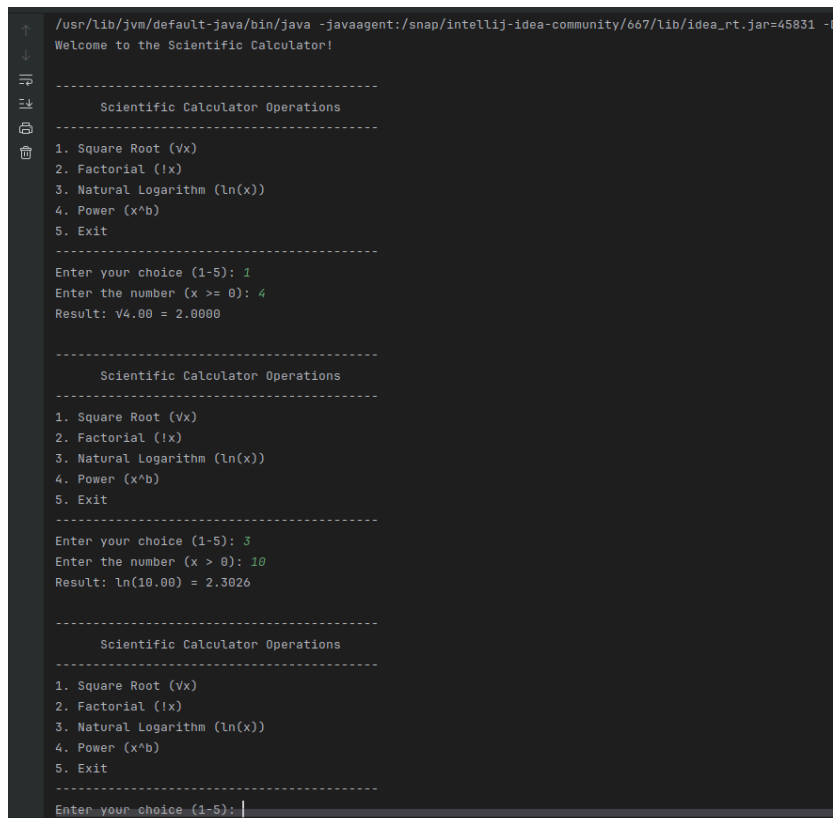 /usr/lib/jvm/default-java/bin/java -javaagent:/snap/intellij-idea-community/667/lib/idea_rt.jar=45831 -D
Welcome to the Scientific Calculator!
-------------------------------------------
Scientific Calculator Operations
-------------------------------------------
1. Square Root (√x)
2. Factorial (!x)
3. Natural Logarithm (ln(x))
4. Power (x^b)
5. Exit
-------------------------------------------
Enter your choice (1-5): 1
Enter the number (x >= 0): 4
Result: √4.00 = 2.0000
-------------------------------------------
Scientific Calculator Operations
-------------------------------------------
1. Square Root (√x)
2. Factorial (!x)
3. Natural Logarithm (ln(x))
4. Power (x^b)
5. Exit
-------------------------------------------
Enter your choice (1-5): 3
Enter the number (x > 0): 10
Result: ln(10.00) = 2.3026
-------------------------------------------
Scientific Calculator Operations
-------------------------------------------
1. Square Root (√x)
2. Factorial (!x)
3. Natural Logarithm (ln(x))
4. Power (x^b)
5. Exit
-------------------------------------------
Enter your choice (1-5):